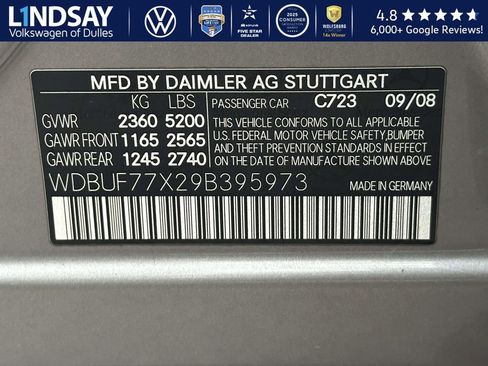 LINDSAY
Volkswagen of Dulles
4.8
6,000+ Google Reviews!
MFD BY DAIMLER AG STUTTGART
KG LBS
PASSENGER CAR C723 09/08
GVWR 2360 5200
GAWR FRONT 1165 2565
GAWR REAR 1245 2740
THIS VEHICLE CONFORMS TO ALL APPLICABLE
U.S. FEDERAL MOTOR VEHICLE SAFETY,BUMPER
AND THEFT PREVENTION STANDARDS IN EFFECT
ON THE DATE OF MANUFACTURE SHOWN ABOVE.
WDBUF77X29B395973